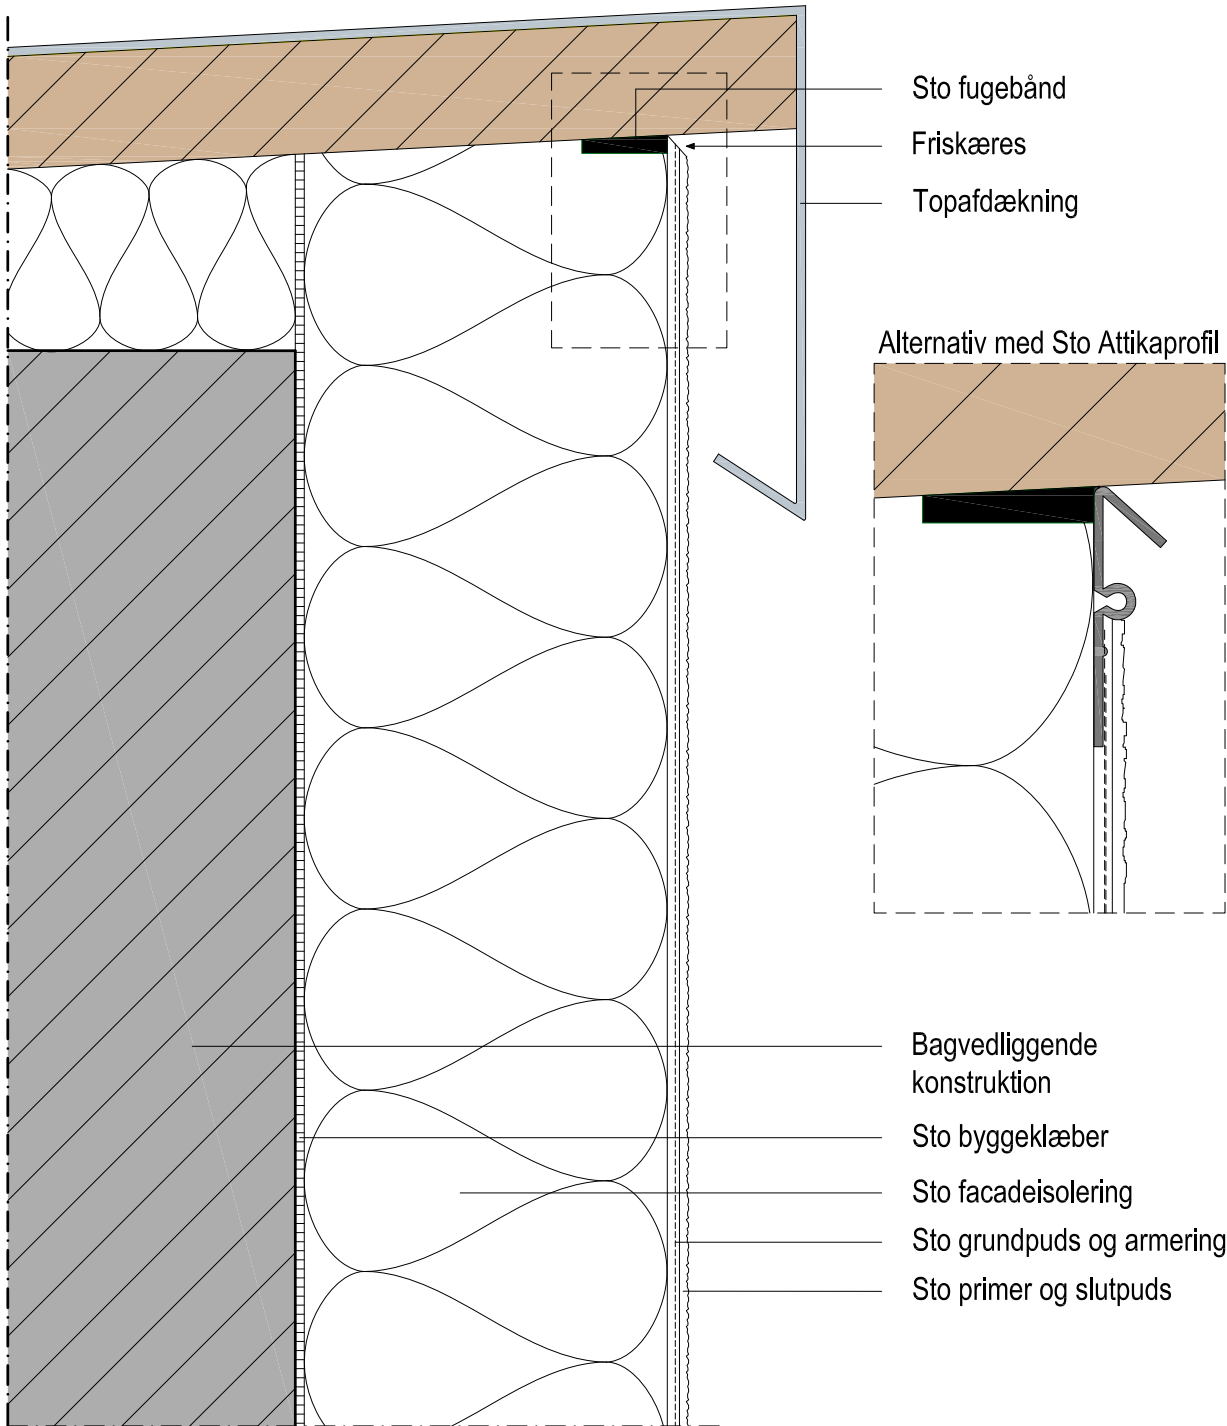 Sto fugebånd
Friskæres
Topafdækning
Alternativ med Sto Attikaprofil
Bagvedliggende
konstruktion
Sto byggeklæber
Sto facadeisolering
Sto grundpuds og armering
Sto primer og slutpuds